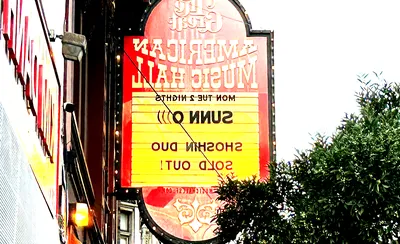 The
Great
AMERICAN
MUSIC HALL
MON TUE 2 NIGHTS
SUNN O)))
SHOSHIN DUO
SOLD OUT!